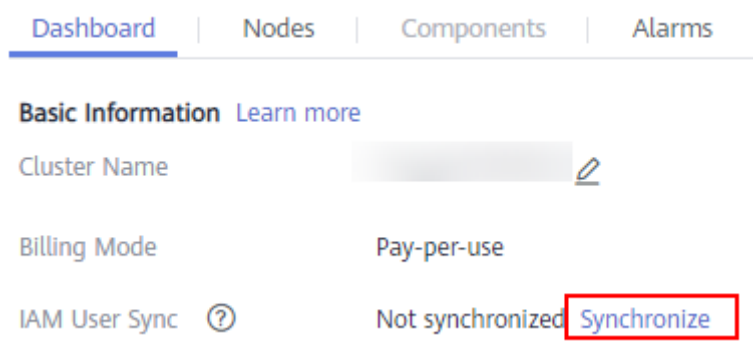 Dashboard Nodes Components Alarms
Basic Information Learn more
Cluster Name
Billing Mode Pay-per-use
IAM User Sync ? Not synchronized Synchronize